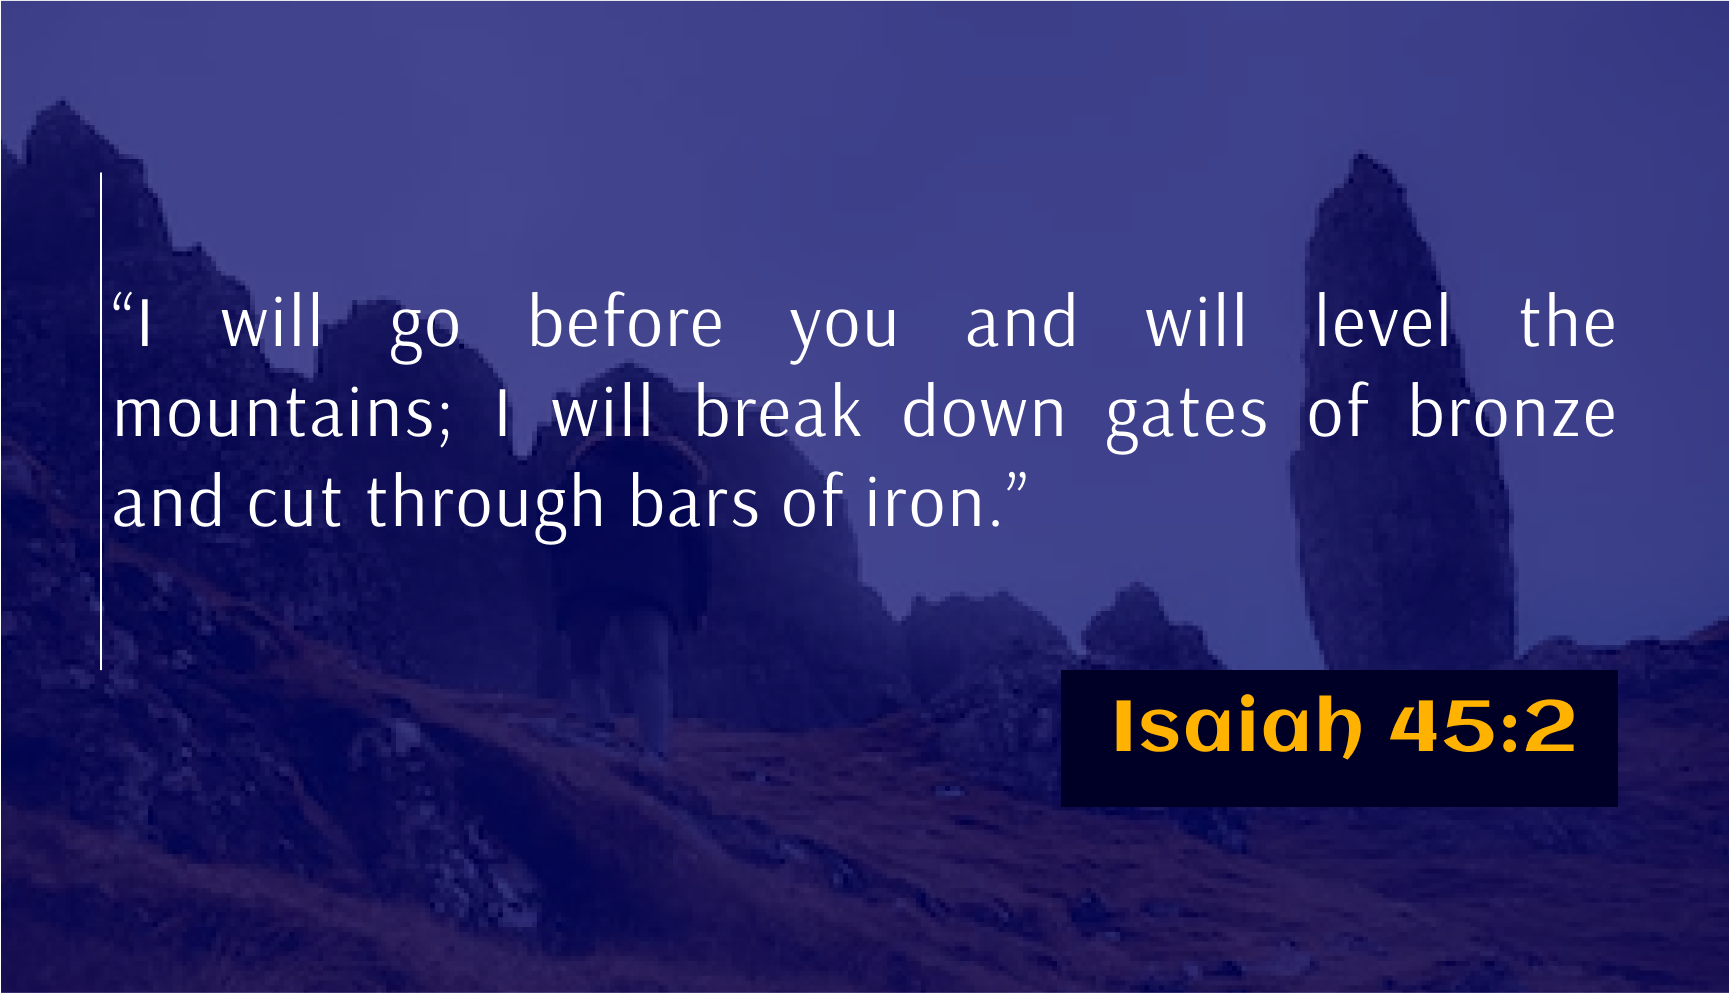 “I will go before you and will level the
mountains; I will break down gates of bronze
and cut through bars of iron.”
Isaiah 45:2